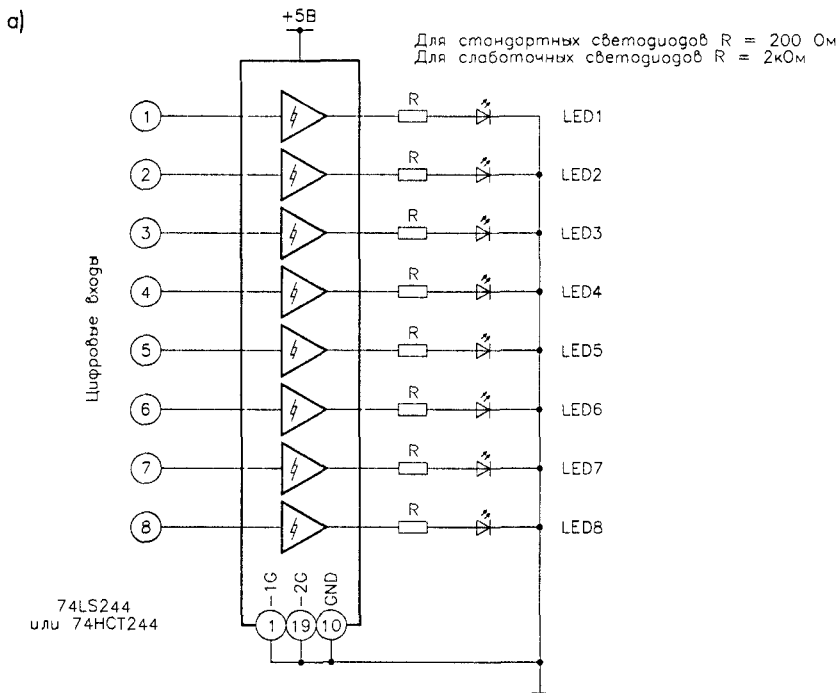 а)
+5В
Для стандартных светодиодов R = 200 Ом
Для слаботочных светодиодов R = 2кОм
1
R
LED1
2
R
LED2
3
R
LED3
4
R
LED4
5
R
LED5
6
R
LED6
7
R
LED7
8
R
LED8
Цифровые входы
-1G
-2G
GND
74LS244
или 74HCT244
1
19
10